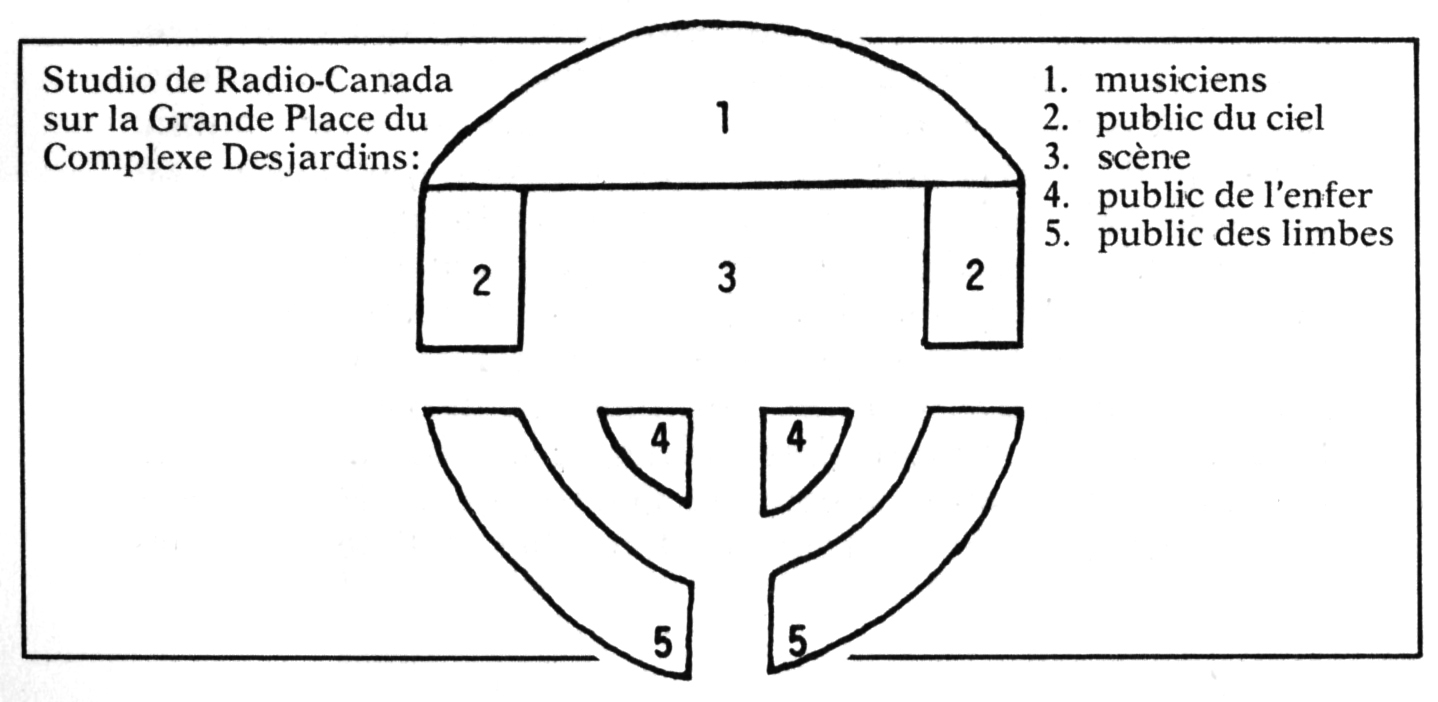 Studio de Radio-Canada
sur la Grande Place du
Complexe Desjardins:
1. musiciens
2. public du ciel
3. scène
4. public de l'enfer
5. public des limbes
1
2 3 2
4 4
5 5